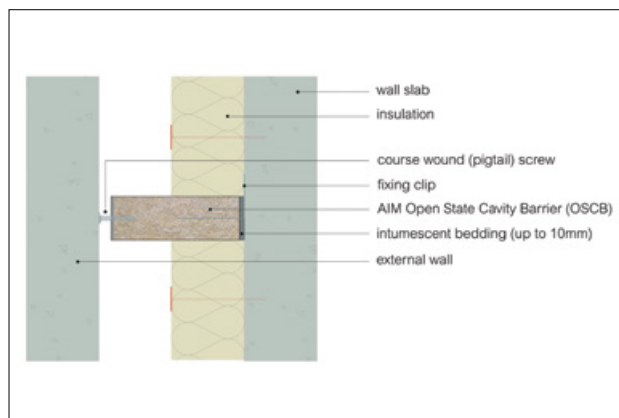 wall slab
insulation
course wound (pigtail) screw
fixing clip
AIM Open State Cavity Barrier (OSCB)
intumescent bedding (up to 10mm)
external wall